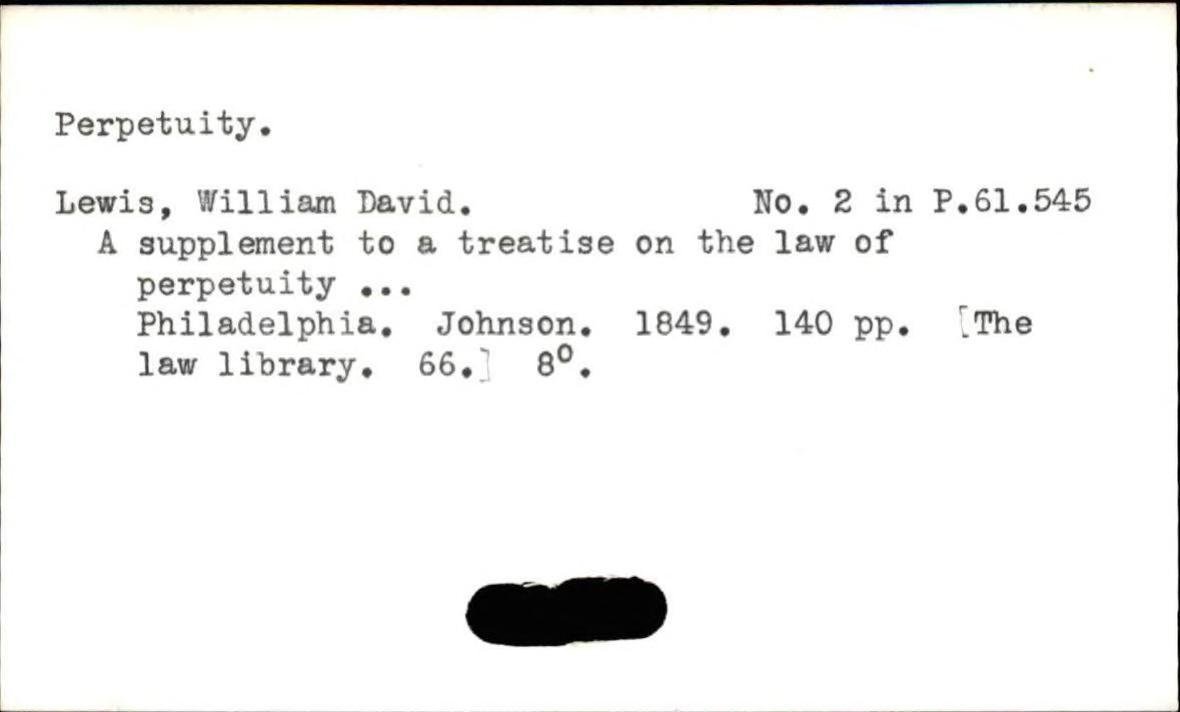 Perpetuity.
Lewis, William David. No. 2 in P.61.545
A supplement to a treatise on the law of
perpetuity ...
Philadelphia. Johnson. 1849. 140 pp. [The
law library. 66.] 8º.